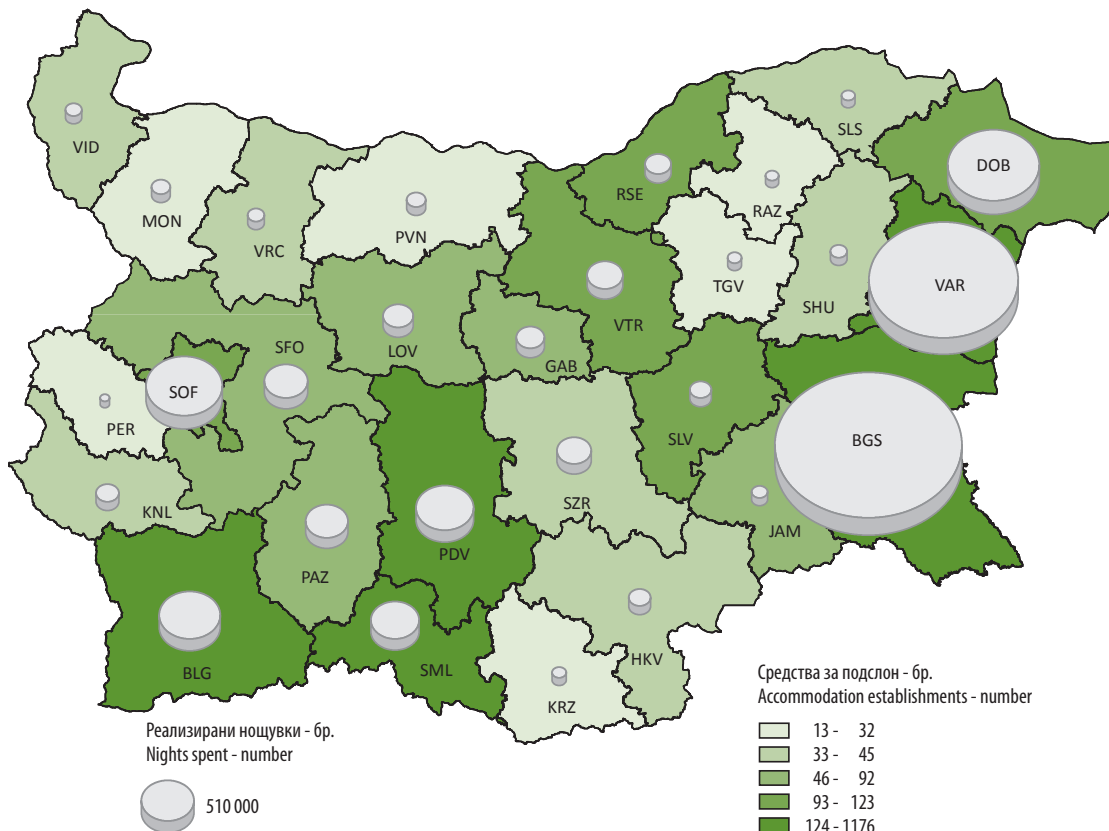 SLS
DOB
VID
RSE
RAZ
MON
PVN
VRC
TGV
VAR
SHU
VTR
SFO
LOV
GAB
SOF
PER
SLV
BGS
KNL
SZR
JAM
PDV
PAZ
HKV
BLG
SML
KRZ
Средства за подслон - бр.
Accommodation establishments - number
13 - 32
33 - 45
46 - 92
93 - 123
124 - 1176
Реализирани нощувки - бр.
Nights spent - number
510 000